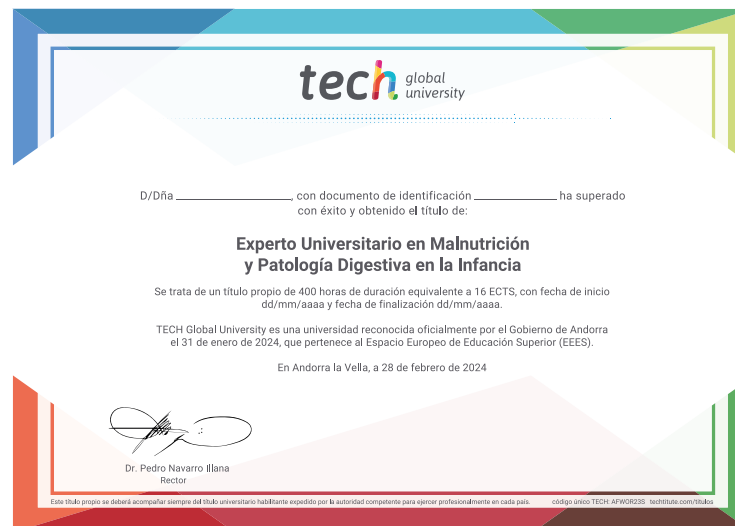 tech global
university
D/Dña ______________, con documento de identificación ______________ ha superado
con éxito y obtenido el título de:
Experto Universitario en Malnutrición
y Patología Digestiva en la Infancia
Se trata de un título propio de 400 horas de duración equivalente a 16 ECTS, con fecha de inicio
dd/mm/aaaa y fecha de finalización dd/mm/aaaa.
TECH Global University es una universidad reconocida oficialmente por el Gobierno de Andorra
el 31 de enero de 2024, que pertenece al Espacio Europeo de Educación Superior (EEES).
En Andorra la Vella, a 28 de febrero de 2024
Dr. Pedro Navarro Illana
Rector
Este título propio se deberá acompañar siempre del título universitario habilitante expedido por la autoridad competente para ejercer profesionalmente en cada país. código único TECH: AFWOR23S techtitute.com/titulos